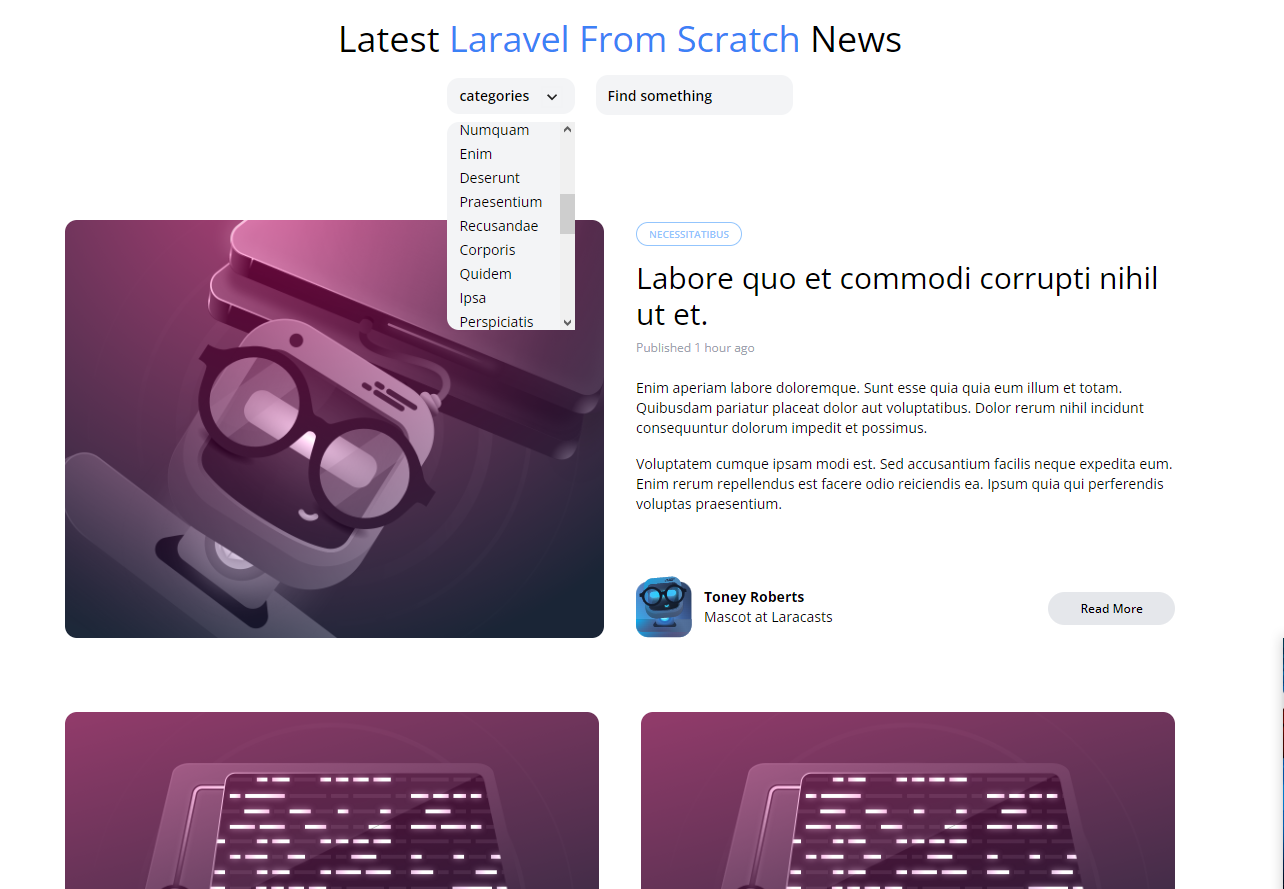 Latest Laravel From Scratch News
categories
Find something
Numquam
Enim
Deserunt
Praesentium
Recusandae
Corporis
Quidem
Ipsa
Perspiciatis
NECESSITATIBUS
Labore quo et commodi corrupti nihil
ut et.
Published 1 hour ago
Enim aperiam labore doloremque. Sunt esse quia quia eum illum et totam.
Quibusdam pariatur placeat dolor aut voluptatibus. Dolor rerum nihil incidunt
consequuntur dolorum impedit et possimus.
Voluptatem cumque ipsam modi est. Sed accusantium facilis neque expedita eum.
Enim rerum repellendus est facere odio reiciendis ea. Ipsum quia qui perferendis
voluptas praesentium.
Toney Roberts
Mascot at Laracasts
Read More